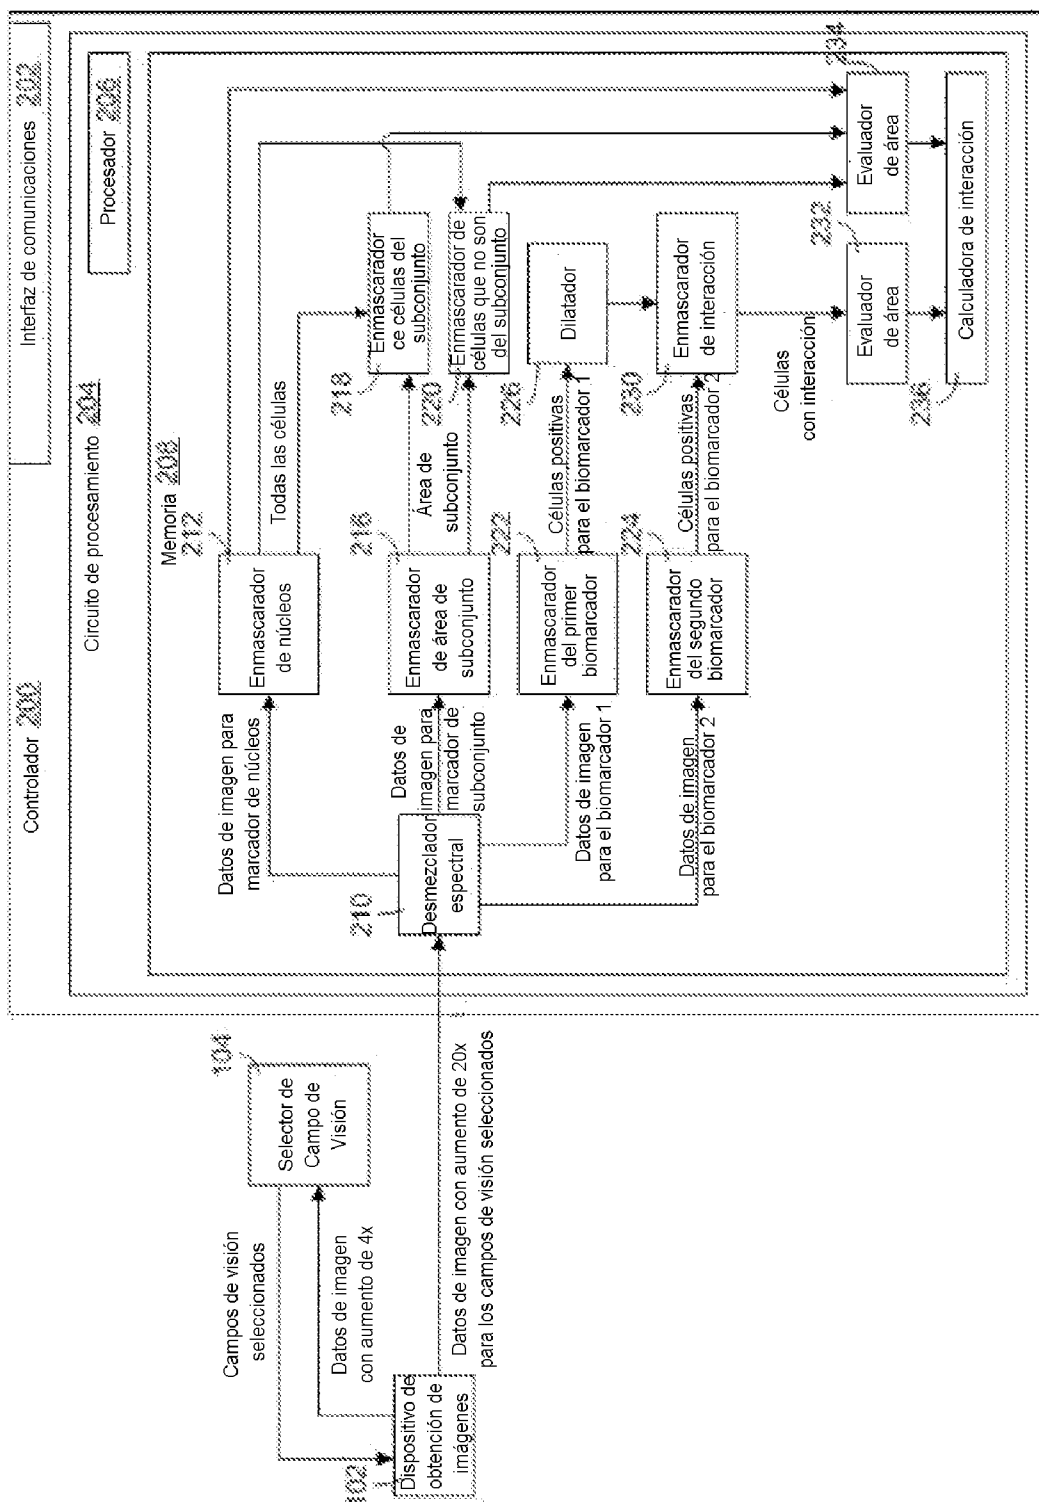 Controlador 200
Interfaz de comunicaciones 202
Circuito de procesamiento 204
Procesador 206
Memoria 208
102
Dispositivo de
obtención de
imágenes
Campos de visión
seleccionados
Datos de imagen
con aumento de 4x
104
Selector de
Campo de
Visión
Datos de imagen con aumento de 20x
para los campos de visión seleccionados
210
Desmezclador
espectral
Datos de imagen para
marcador de núcleos
Datos de
imagen para
marcador de
subconjunto
Datos de imagen
para el biomarcador 1
Datos de imagen
para el biomarcador 2
212
Enmascarador
de núcleos
216
Enmascarador
de área de
subconjunto
222
Enmascarador
del primer
biomarcador
224
Enmascarador
del segundo
biomarcador
Todas las células
Área de
subconjunto
Células positivas
para el biomarcador 1
Células positivas
para el biomarcador 2
218
Enmascarador
ce células del
subconjunto
220
Enmascarador de
células que no son
del subconjunto
226
Dilatador
230
Enmascarador
de interacción
Células
con interacción
232
Evaluador
de área
234
Evaluador
de área
236
Calculadora de interacción